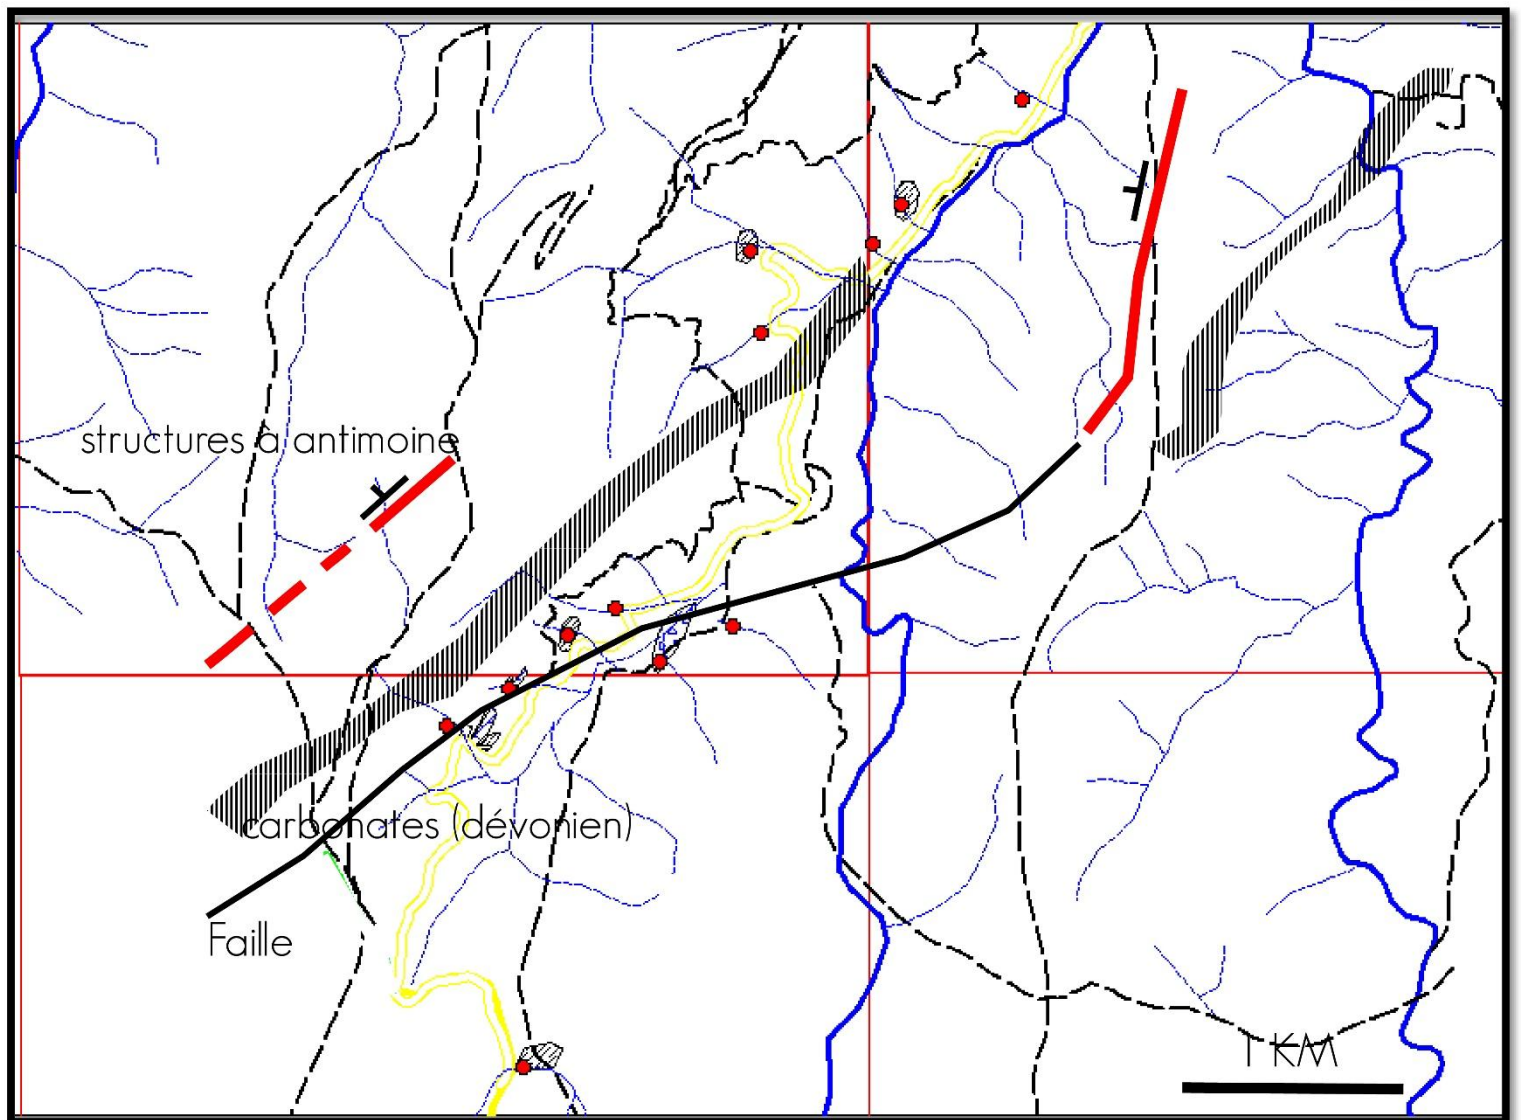 structures à antimoine
carbonates (dévonien)
Faille
1 KM